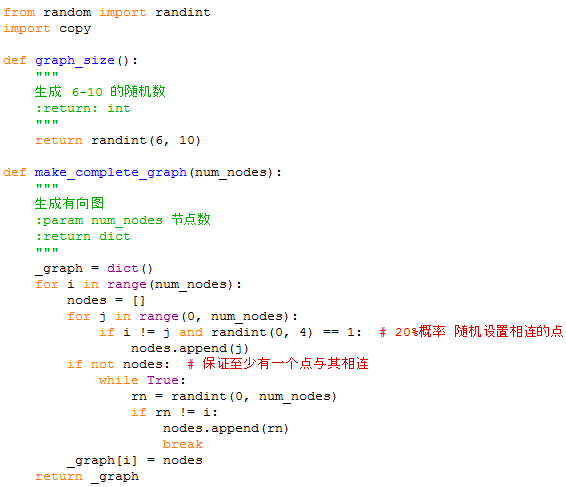 from random import randint
import copy

def graph_size():
    """
    生成 6-10 的随机数
    :return: int
    """
    return randint(6, 10)

def make_complete_graph(num_nodes):
    """
    生成有向图
    :param num_nodes 节点数
    :return dict
    """
    _graph = dict()
    for i in range(num_nodes):
        nodes = []
        for j in range(0, num_nodes):
            if i != j and randint(0, 4) == 1:  # 20%概率 随机设置相连的点
                nodes.append(j)
        if not nodes:  # 保证至少有一个点与其相连
            while True:
                rn = randint(0, num_nodes)
                if rn != i:
                    nodes.append(rn)
                    break
        _graph[i] = nodes
    return _graph